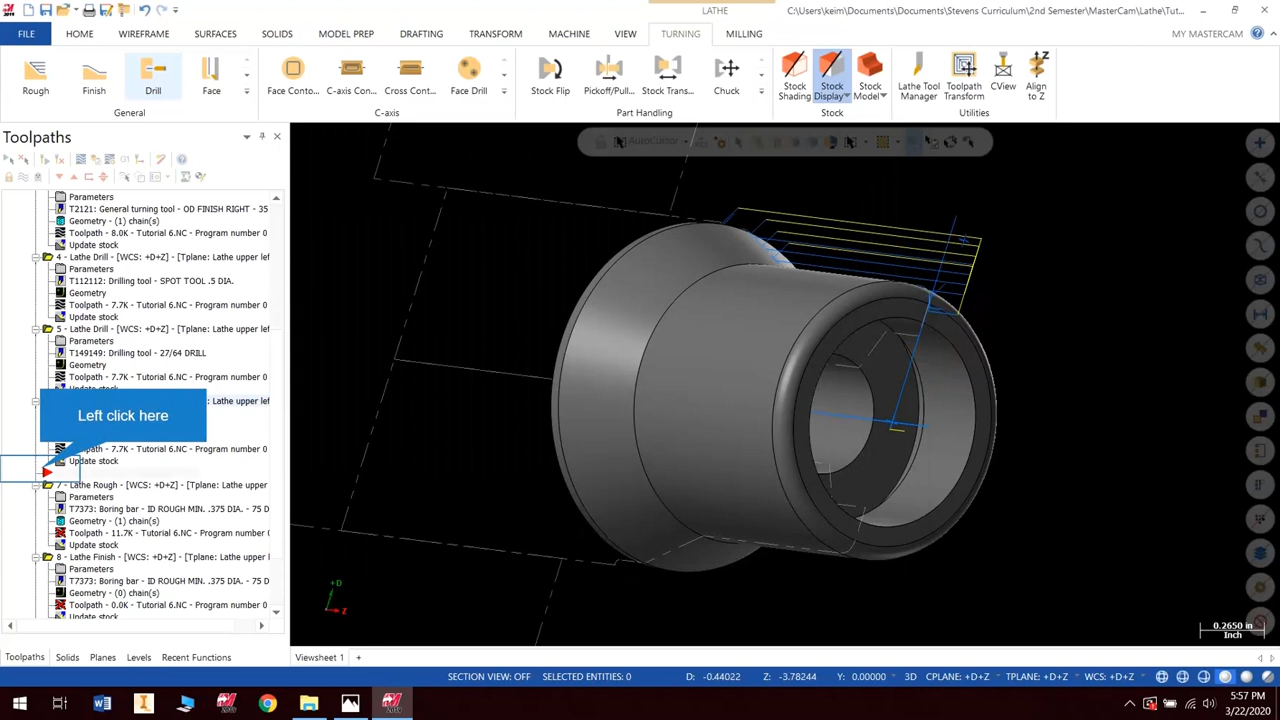 2019
LATHE
C:\Users\keim\Documents\Documents\Stevens Curriculum\2nd Semester\MasterCam\Lathe\Tut...
FILE
HOME
WIREFRAME
SURFACES
SOLIDS
MODEL PREP
DRAFTING
TRANSFORM
MACHINE
VIEW
TURNING
MILLING
MY MASTERCAM
Rough
Finish
Drill
Face
Face Conto...
C-axis Con...
Cross Cont...
Face Drill
Stock Flip
Pickoff/Pull...
Stock Trans...
Chuck
Stock Shading
Stock Display
Stock Model
Lathe Tool Manager
Toolpath Transform
CView
Align to Z
General
C-axis
Part Handling
Stock
Utilities
Toolpaths
AutoCursor
G1
Parameters
T2121: General turning tool - OD FINISH RIGHT - 35
Geometry - (1) chain(s)
Toolpath - 8.0K - Tutorial 6.NC - Program number 0
Update stock
4 - Lathe Drill - [WCS: +D+Z] - [Tplane: Lathe upper left
Parameters
T112112: SPOT TOOL .5 DIA.
Geometry
Toolpath - 7.7K - Tutorial 6.NC - Program number 0
Update stock
5 - Lathe Drill - [WCS: +D+Z] - [Tplane: Lathe upper left
Parameters
T149149: Drilling tool - 27/64 DRILL
Geometry
Toolpath - 7.7K - Tutorial 6.NC - Program number 0
: Lathe upper left
Left click here
Toolpath - 7.7K - Tutorial 6.NC - Program number 0
Update stock
7 - Lathe Rough - [WCS: +D+Z] - [Tplane: Lathe upper
Parameters
T7373: Boring bar - ID ROUGH MIN. .375 DIA. - 75 D
Geometry - (1) chain(s)
Toolpath - 11.7K - Tutorial 6.NC - Program number
Update stock
8 - Lathe Finish - [WCS: +D+Z] - [Tplane: Lathe upper
Parameters
T7373: Boring bar - ID ROUGH MIN. .375 DIA. - 75 D
Geometry - (0) chain(s)
Toolpath - 0.0K - Tutorial 6.NC - Program number 0
Update stock
+D
Z
0.2650 in
Inch
Toolpaths
Solids
Planes
Levels
Recent Functions
Viewsheet 1
+
SECTION VIEW: OFF
SELECTED ENTITIES: 0
D: -0.44022
Z: -3.78244
Y: 0.00000
3D
CPLANE: +D+Z
TPLANE: +D+Z
WCS: +D+Z
5:57 PM
3/22/2020